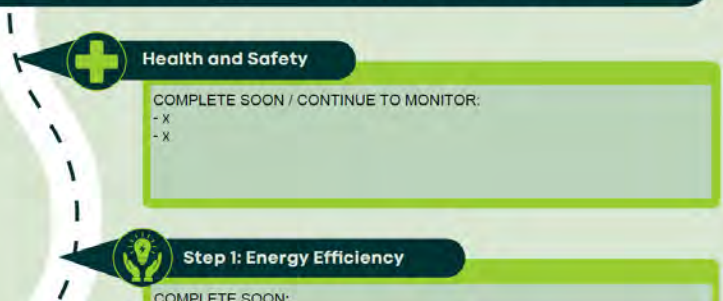 Health and Safety
COMPLETE SOON / CONTINUE TO MONITOR:
- x
- x
Step 1: Energy Efficiency
COMPLETE SOON: